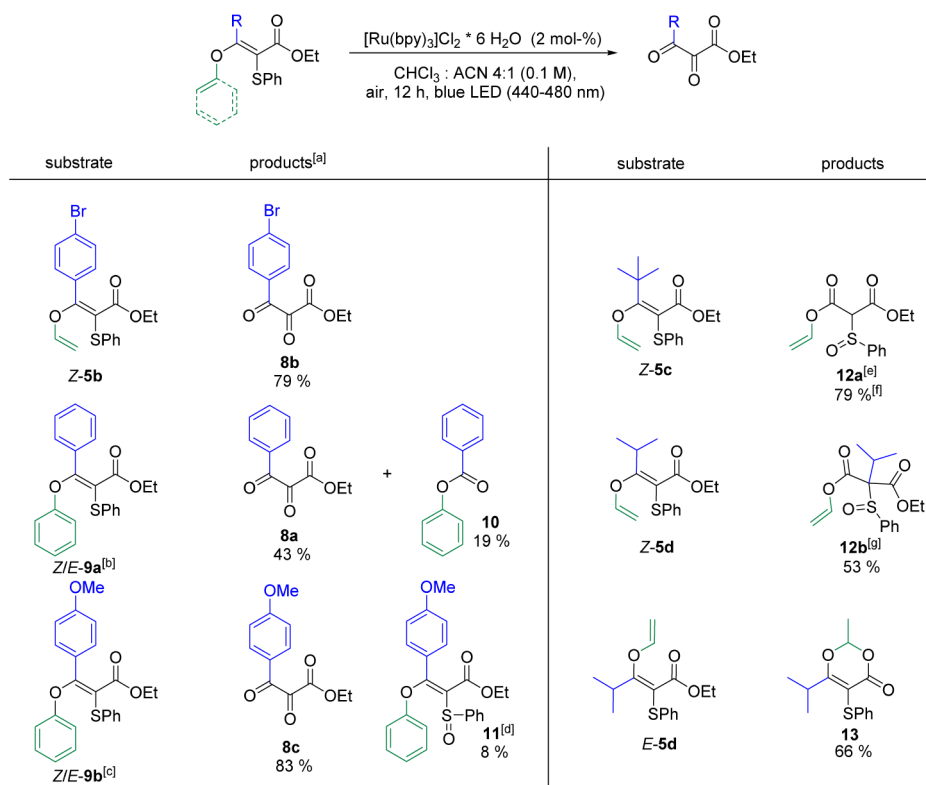 R
O
OEt
O
SPh
[Ru(bpy)3]Cl2 * 6 H2O (2 mol-%)
CHCl3 : ACN 4:1 (0.1 M),
air, 12 h, blue LED (440-480 nm)
R
O
O
OEt
O
substrate products[a] substrate products
Br
O
OEt
O
SPh
Z-5b
Br
O
O
OEt
O
8b
79 %
O
OEt
O
SPh
Z-5c
O
O
O
OEt
O
S
Ph
12a[e]
79 %[f]
O
OEt
O
SPh
Z/E-9a[b]
O
O
OEt
O
8a
43 %
+
O
O
10
19 %
O
OEt
O
SPh
Z-5d
O
O
O
OEt
O
S
Ph
12b[g]
53 %
OMe
O
OEt
O
SPh
Z/E-9b[c]
OMe
O
O
OEt
O
8c
83 %
OMe
O
OEt
O
S
Ph
O
11[d]
8 %
O
O
OEt
SPh
E-5d
O
O
O
SPh
13
66 %